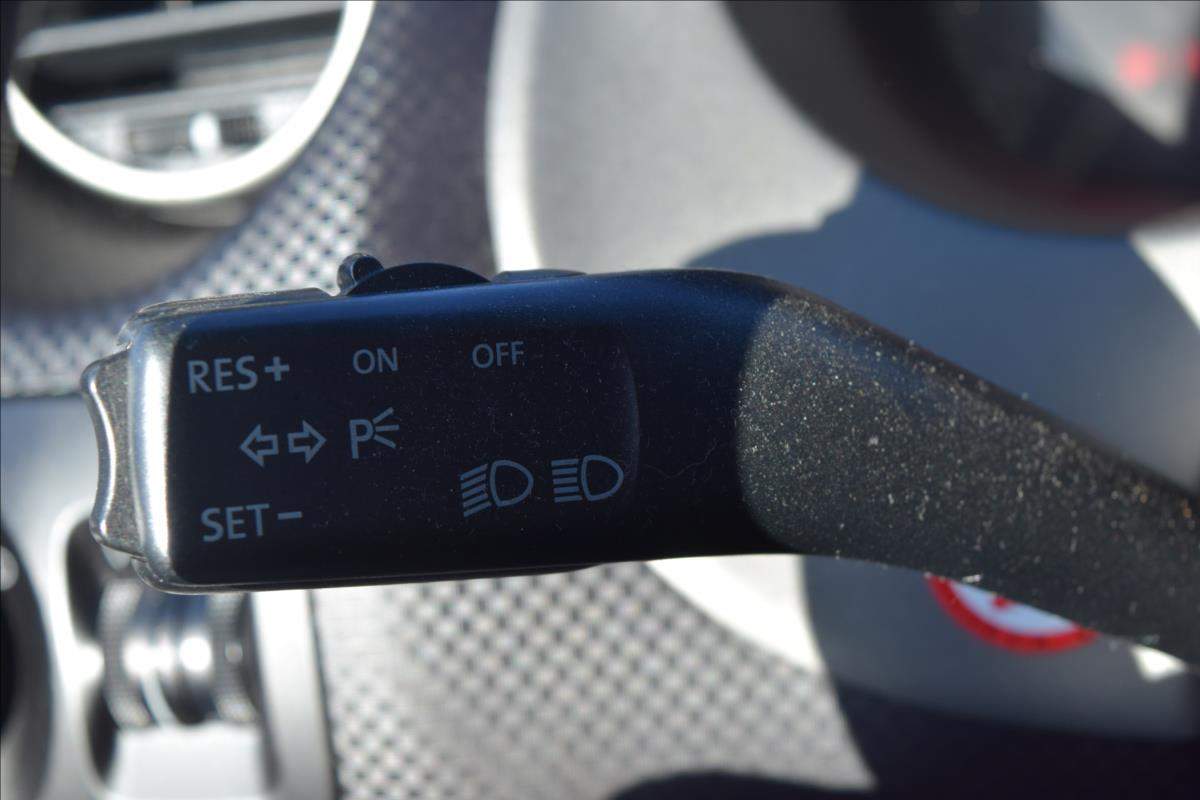 RES+ ON OFF
P
SET-